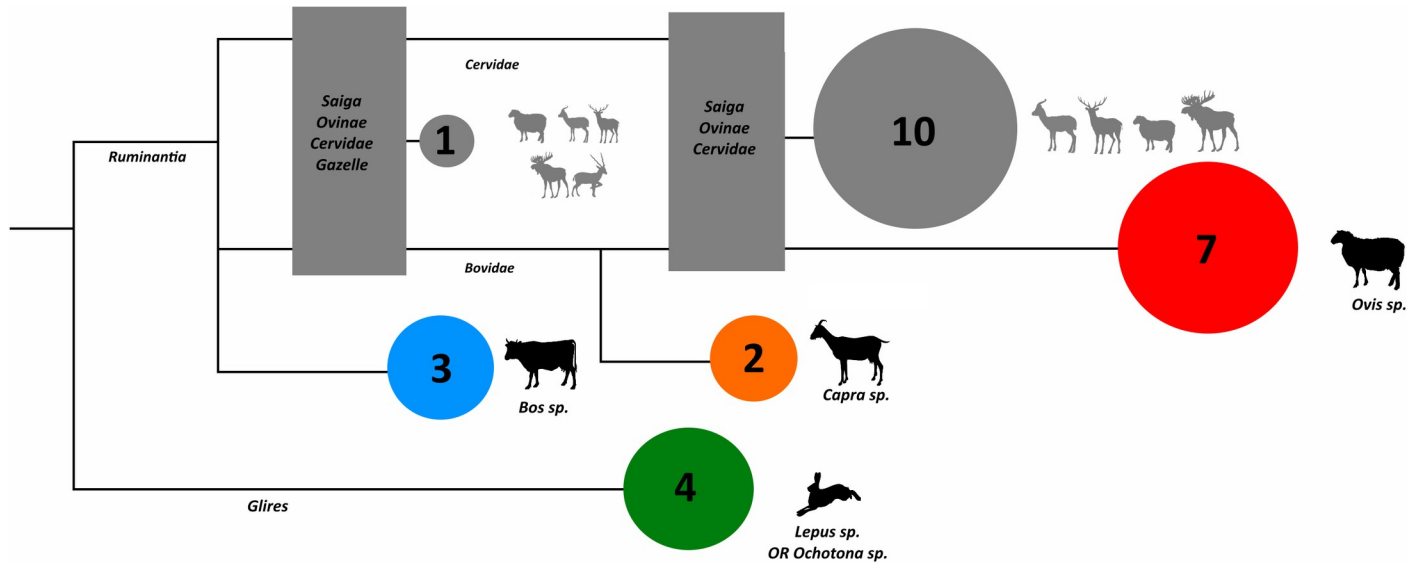 Cervidae
Saiga
Ovinae
Cervidae
Gazelle
1
Saiga
Ovinae
Cervidae
10
Ruminantia
7
Ovis sp.
Bovidae
3
Bos sp.
2
Capra sp.
4
Glires
Lepus sp.
OR Ochotona sp.